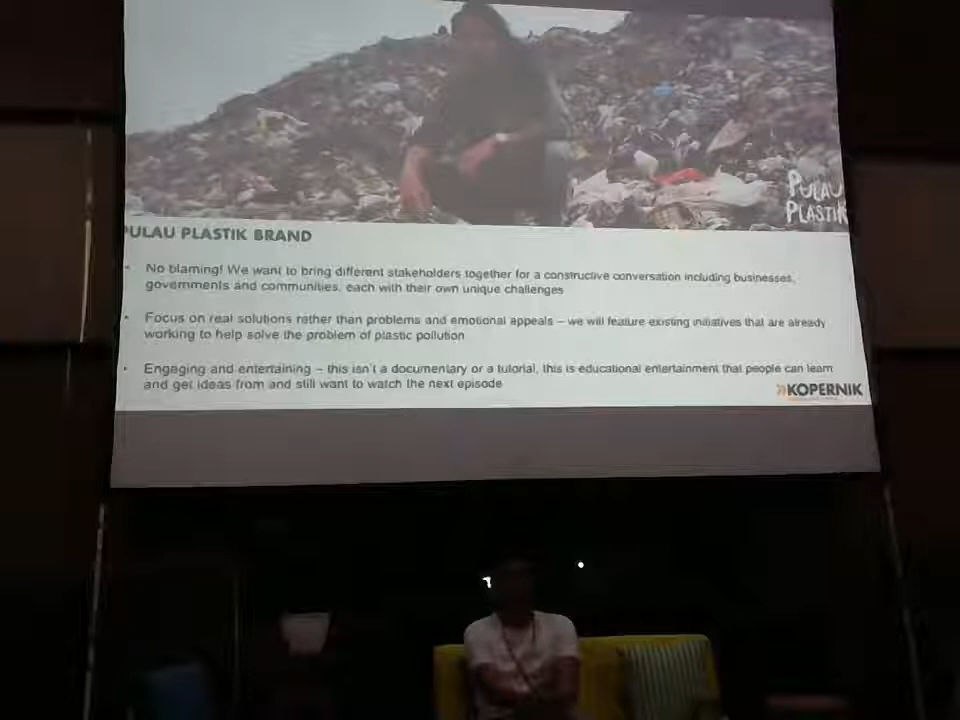 PULAU
PLASTIK
PULAU PLASTIK BRAND
No blaming! We want to bring different stakeholders together for a constructive conversation including businesses,
governments and communities, each with their own unique challenges
Focus on real solutions rather than problems and emotional appeals – we will feature existing initiatives that are already
working to help solve the problem of plastic pollution
Engaging and entertaining – this isn't a documentary or a tutorial, this is educational entertainment that people can learn
and get ideas from and still want to watch the next episode
KOPERNIK